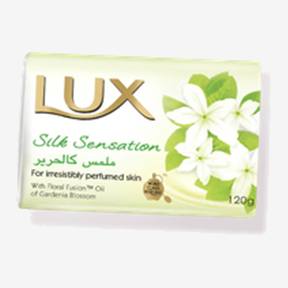 LUX
Silk Sensation
ملمس كالحرير
For irresistibly perfumed skin
With Floral Fusion™ Oil
of Gardenia Blossom
120g